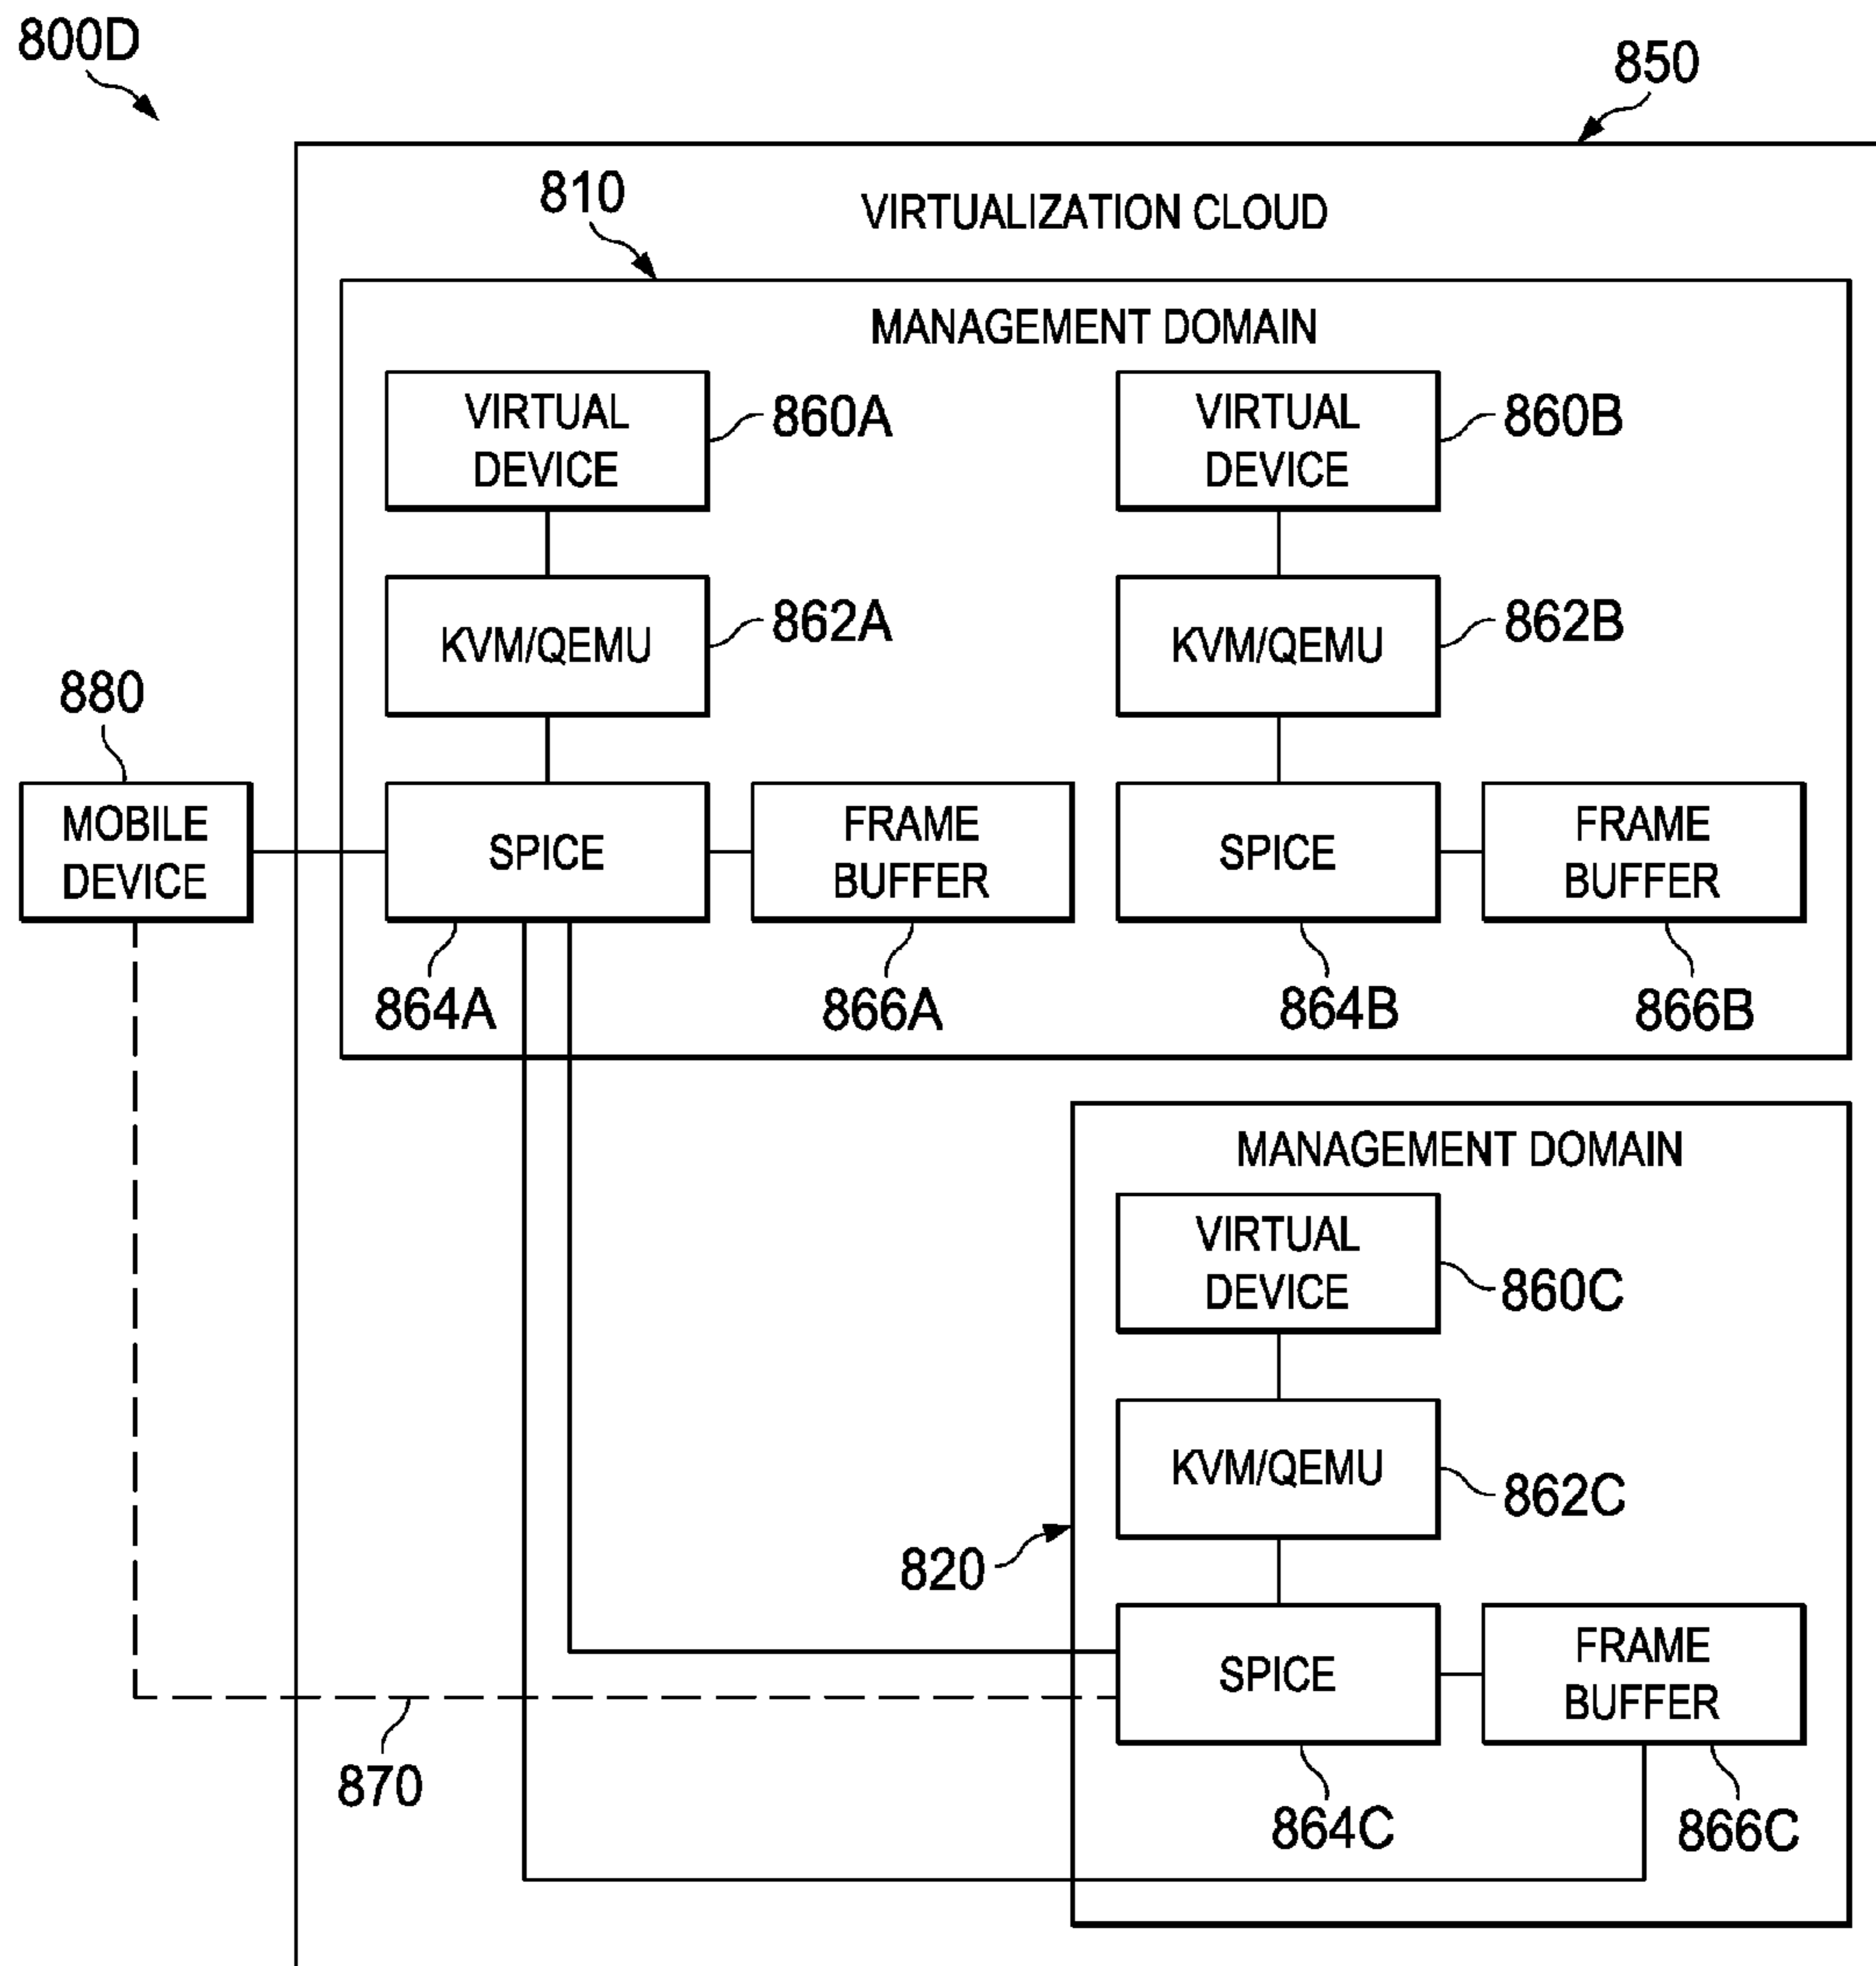 800D
850
VIRTUALIZATION CLOUD
810
MANAGEMENT DOMAIN
VIRTUAL
DEVICE
860A
VIRTUAL
DEVICE
860B
KVM/QEMU
862A
KVM/QEMU
862B
880
MOBILE
DEVICE
SPICE
FRAME
BUFFER
SPICE
FRAME
BUFFER
864A
866A
864B
866B
MANAGEMENT DOMAIN
VIRTUAL
DEVICE
860C
KVM/QEMU
862C
820
SPICE
FRAME
BUFFER
870
864C
866C